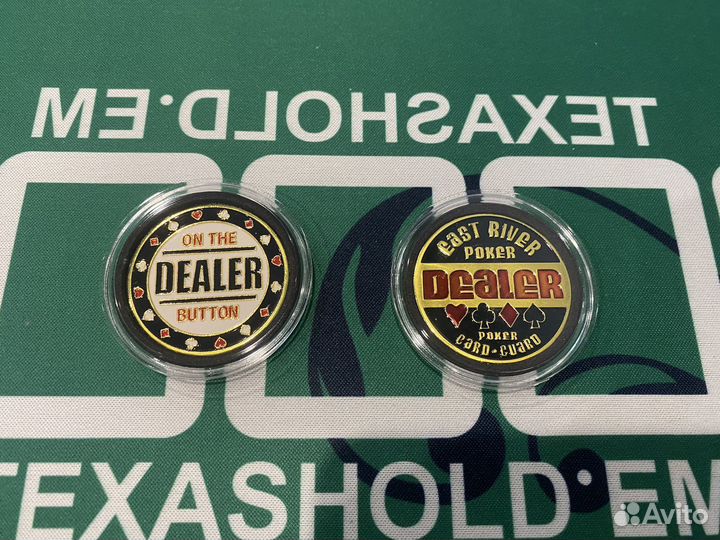 TEXASHOLD'EM
ON THE
DEALER
BUTTON
EAST RIVER
POKER
DEALER
POKER
CARD•GUARD
TEXASHOLD'EM
Avito